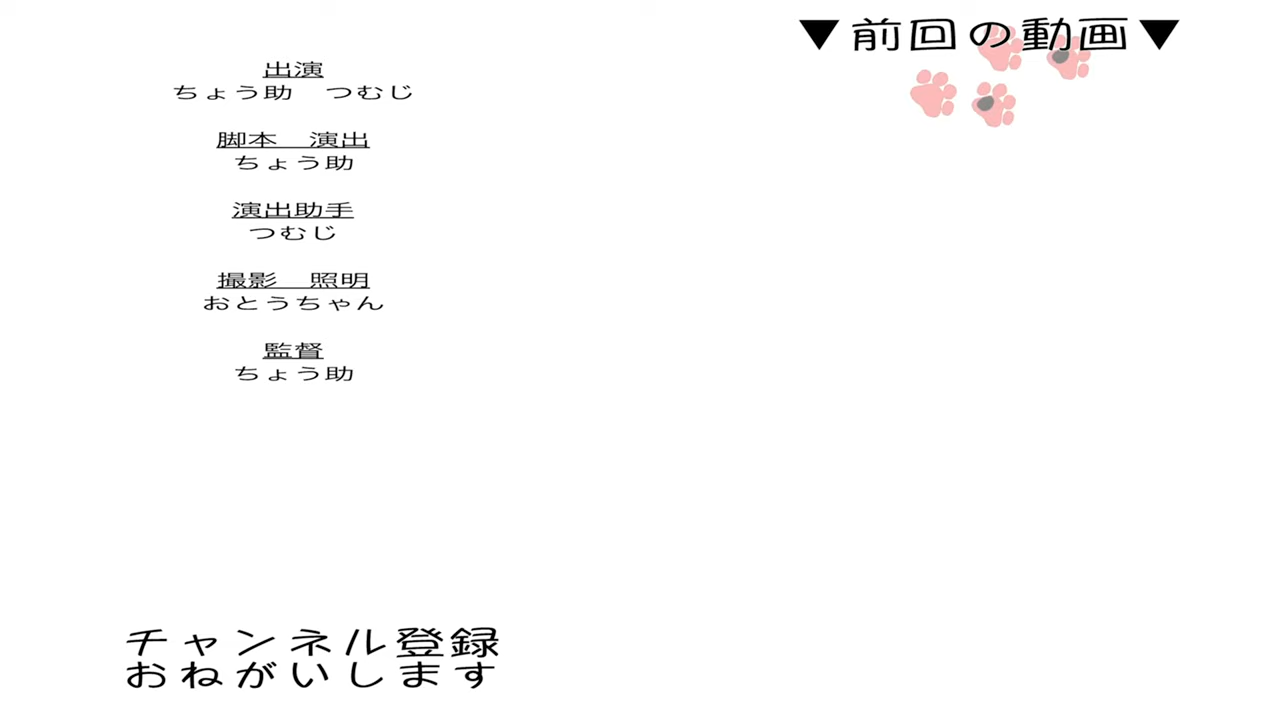 ▼前回の動画▼
出演
ちょう助　つむじ
脚本　演出
ちょう助
演出助手
つむじ
撮影　照明
おとうちゃん
監督
ちょう助
チャンネル登録
おねがいします